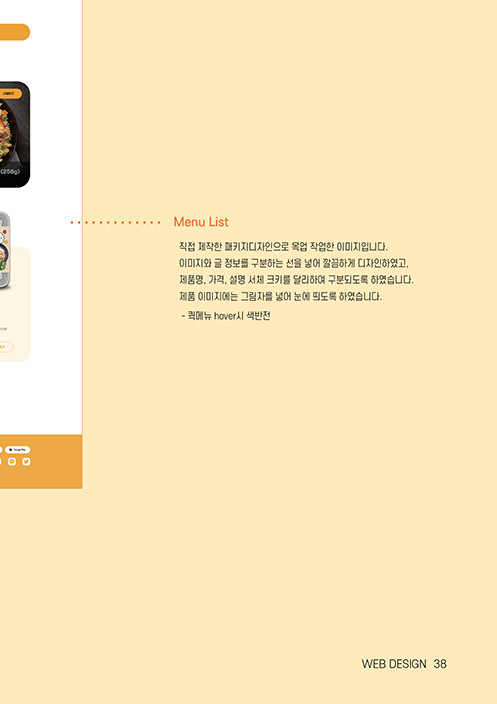 (256g)
Menu List
직접 제작한 패키지디자인으로 목업 작업한 이미지입니다.
이미지와 글 정보를 구분하는 선을 넣어 깔끔하게 디자인하였고,
제품명, 가격, 설명 서체 크키를 달리하여 구분되도록 하였습니다.
제품 이미지에는 그림자를 넣어 눈에 띄도록 하였습니다.
- 퀵메뉴 hover시 색반전
WEB DESIGN 38